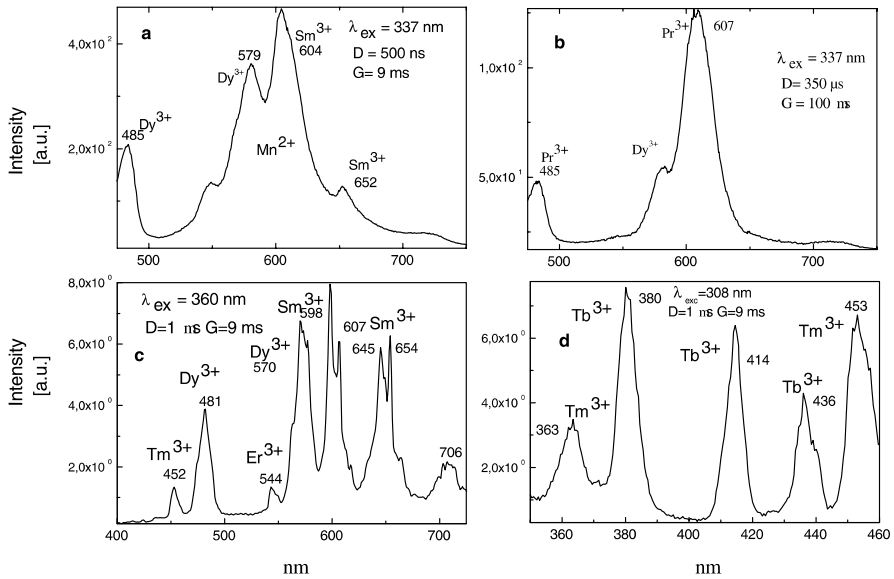 a
Sm3+
604
λ ex = 337 nm
D = 500 ns
G= 9 ms
579
Dy3+
Dy3+
485
Mn2+
Sm3+
652
Intensity
[a.u.]
4,0x10²
2,0x10²
500
600
700
b
Pr3+
607
λ ex = 337 nm
D= 350 µs
G = 100 ms
Dy3+
Pr3+
485
1,0x10²
5,0x10¹
500
600
700
λ ex = 360 nm
D=1 ms G=9 ms
c
Sm3+
598
Dy3+
570
607
Sm3+
645
654
Dy3+
481
Tm3+
452
Er3+
544
706
Intensity
[a.u.]
8,0x10⁰
6,0x10⁰
4,0x10⁰
2,0x10⁰
400
500
600
700
nm
λ exc =308 nm
D=1 ms G=9 ms
d
Tb3+
380
Tb3+
414
Tm3+
453
Tb3+
436
Tm3+
363
6,0x10⁰
4,0x10⁰
2,0x10⁰
360
380
400
420
440
460
nm